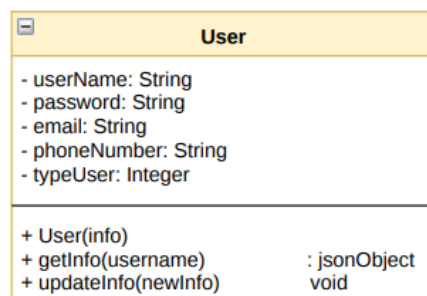 User
- userName: String
- password: String
- email: String
- phoneNumber: String
- typeUser: Integer
+ User(info)
+ getInfo(username) : jsonObject
+ updateInfo(newInfo) void